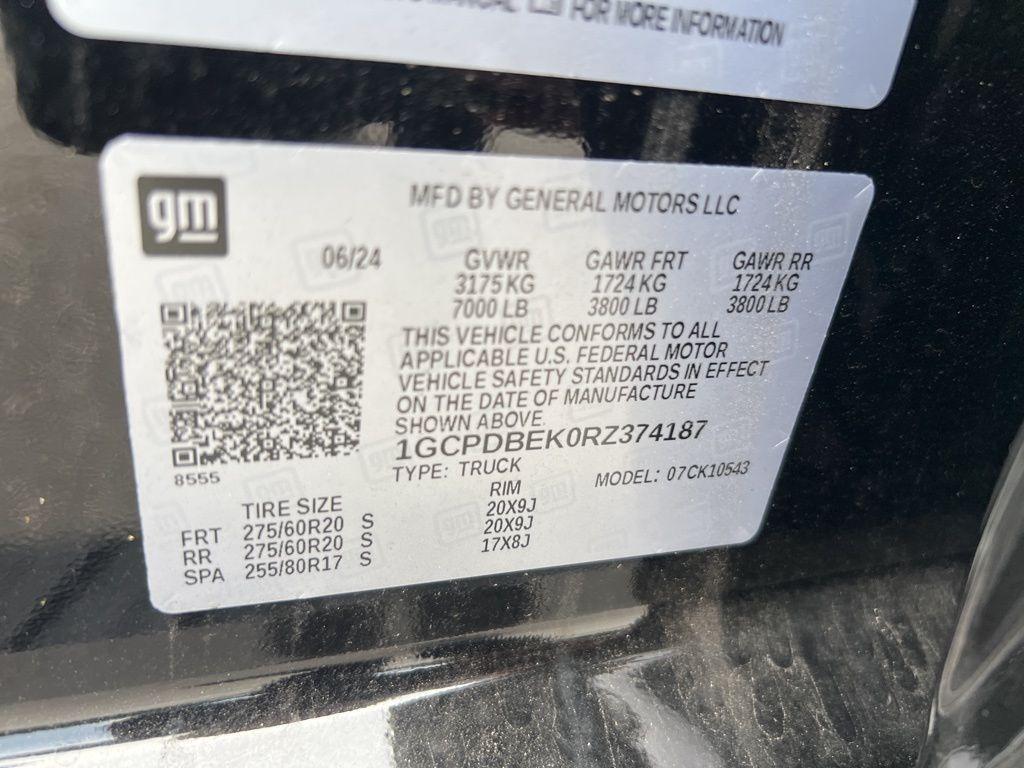 MANUAL FOR MORE INFORMATION
gm
MFD BY GENERAL MOTORS LLC
06/24 GVWR GAWR FRT GAWR RR
3175 KG 1724 KG 1724 KG
7000 LB 3800 LB 3800 LB
THIS VEHICLE CONFORMS TO ALL
APPLICABLE U.S. FEDERAL MOTOR
VEHICLE SAFETY STANDARDS IN EFFECT
ON THE DATE OF MANUFACTURE
SHOWN ABOVE.
1GCPDBEK0RZ374187
8555
TYPE: TRUCK MODEL: 07CK10543
TIRE SIZE RIM
FRT 275/60R20 S 20X9J
RR 275/60R20 S 20X9J
SPA 255/80R17 S 17X8J